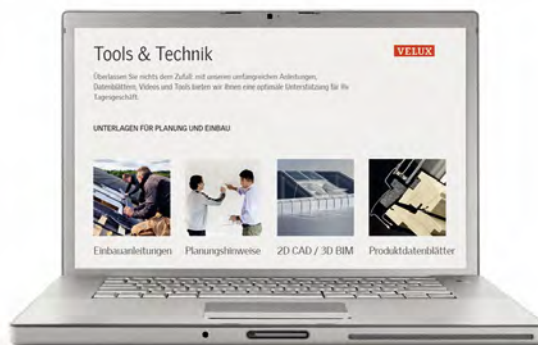 Tools & Technik
VELUX
Überlassen Sie nichts dem Zufall: mit unseren umfangreichen Anleitungen,
Datenblättern, Videos und Tools bieten wir Ihnen eine optimale Unterstützung für Ihr
Tagesgeschäft.
UNTERLAGEN FÜR PLANUNG UND EINBAU
Einbauanleitungen Planungshinweise 2D CAD / 3D BIM Produktdatenblätter